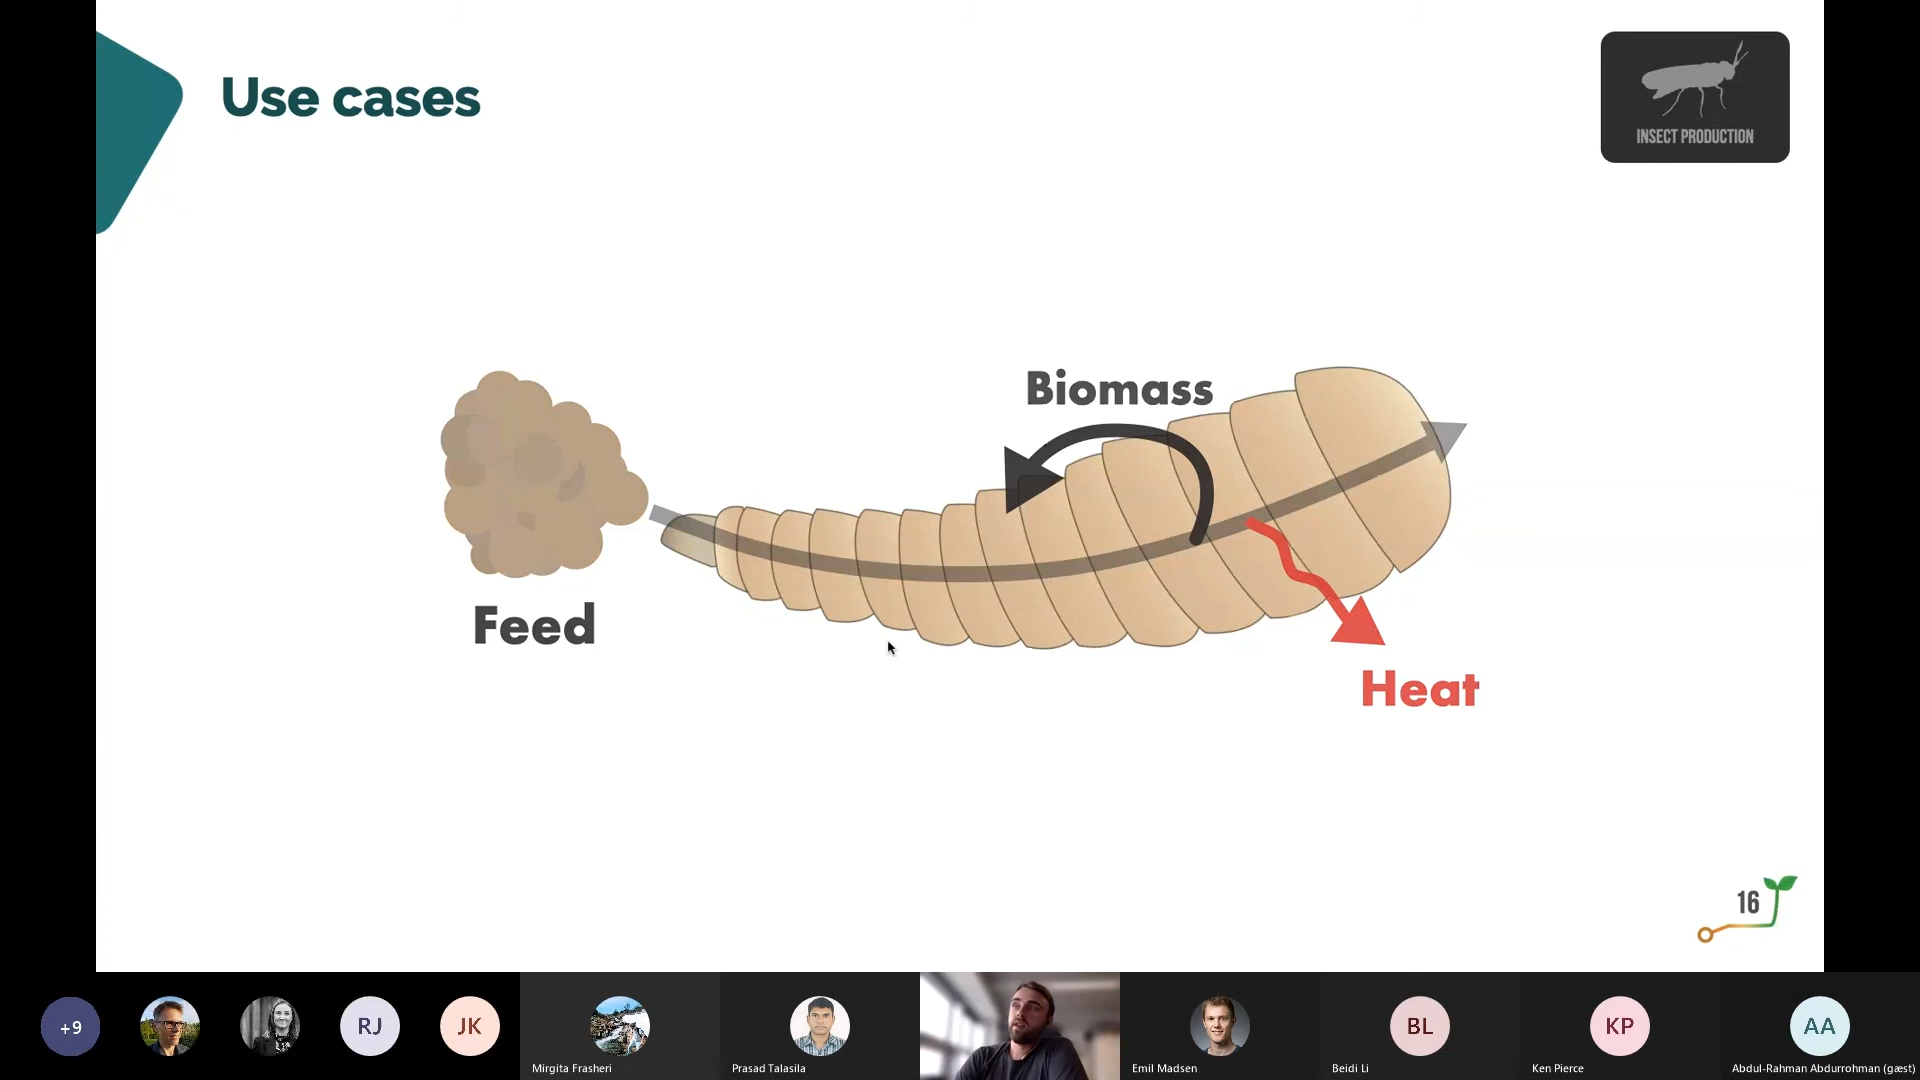 Use cases
INSECT PRODUCTION
Biomass
Feed
Heat
16
+9
RJ
JK
Mirgita Frasheri
Prasad Talasila
Emil Madsen
BL
Beidi Li
KP
Ken Pierce
AA
Abdul-Rahman Abdurrohman (gæst)